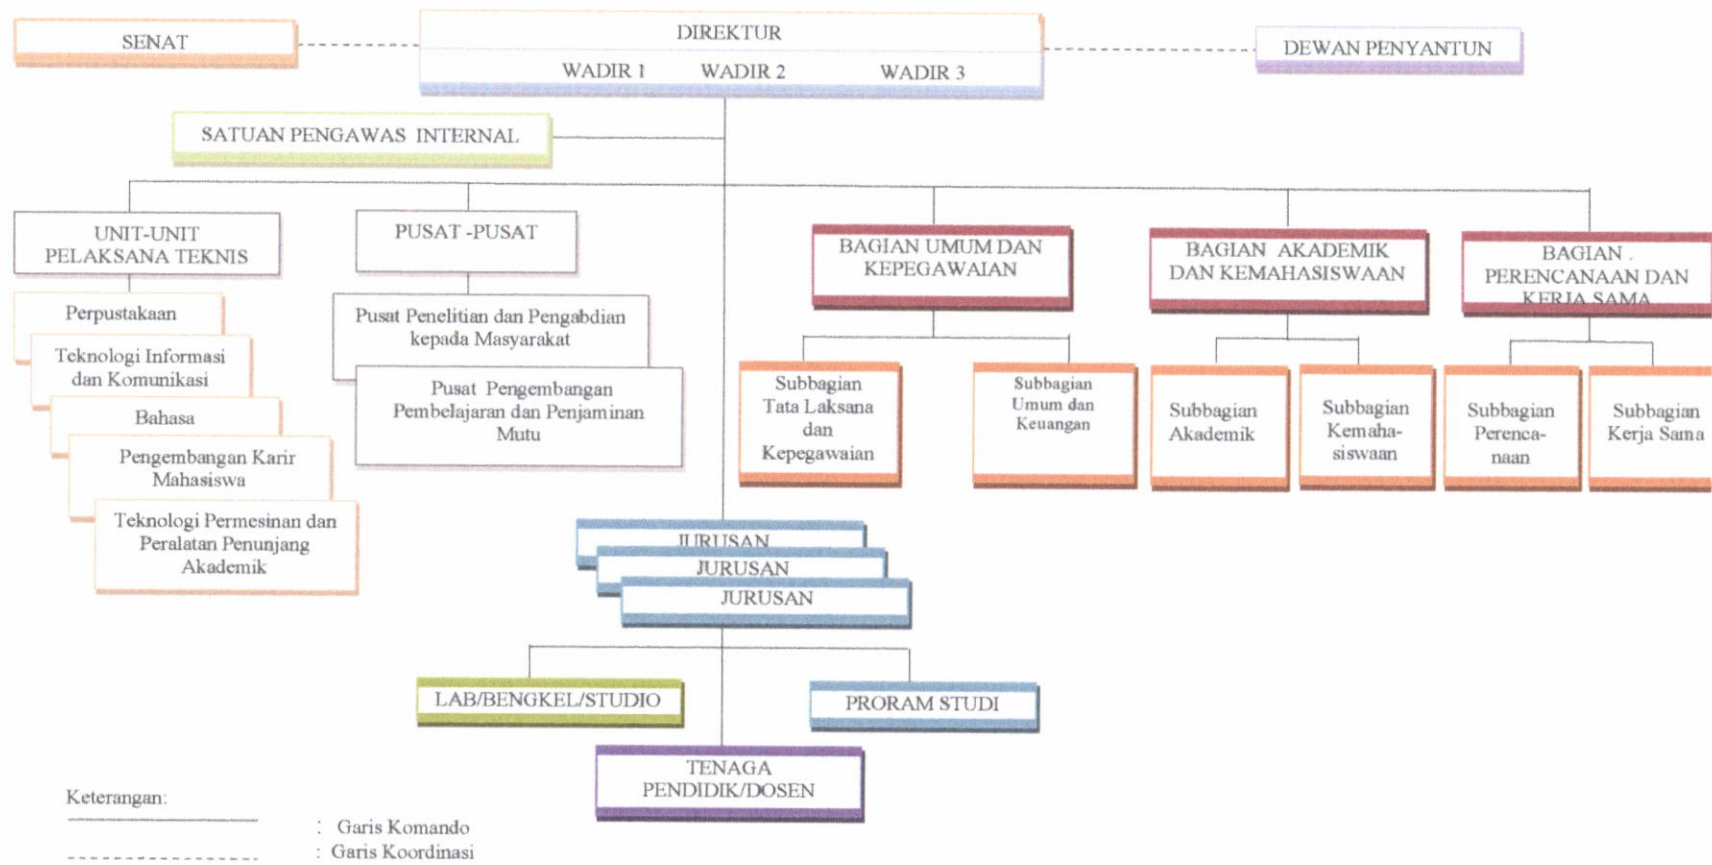 SENAT
DIREKTUR
WADIR 1 WADIR 2 WADIR 3
DEWAN PENYANTUN
SATUAN PENGAWAS INTERNAL
UNIT-UNIT
PELAKSANA TEKNIS
PUSAT -PUSAT
BAGIAN UMUM DAN
KEPEGAWAIAN
BAGIAN AKADEMIK
DAN KEMAHASISWAAN
BAGIAN .
PERENCANAAN DAN
KERJA SAMA
Perpustakaan
Teknologi Informasi
dan Komunikasi
Bahasa
Pengembangan Karir
Mahasiswa
Teknologi Permesinan dan
Peralatan Penunjang
Akademik
Pusat Penelitian dan Pengabdian
kepada Masyarakat
Pusat Pengembangan
Pembelajaran dan Penjaminan
Mutu
Subbagian
Tata Laksana
dan
Kepegawaian
Subbagian
Umum dan
Keuangan
Subbagian
Akademik
Subbagian
Kemaha-
siswaan
Subbagian
Perenca-
naan
Subbagian
Kerja Sama
JURUSAN
JURUSAN
JURUSAN
LAB/BENGKEL/STUDIO
PRORAM STUDI
TENAGA
PENDIDIK/DOSEN
Keterangan:
: Garis Komando
: Garis Koordinasi